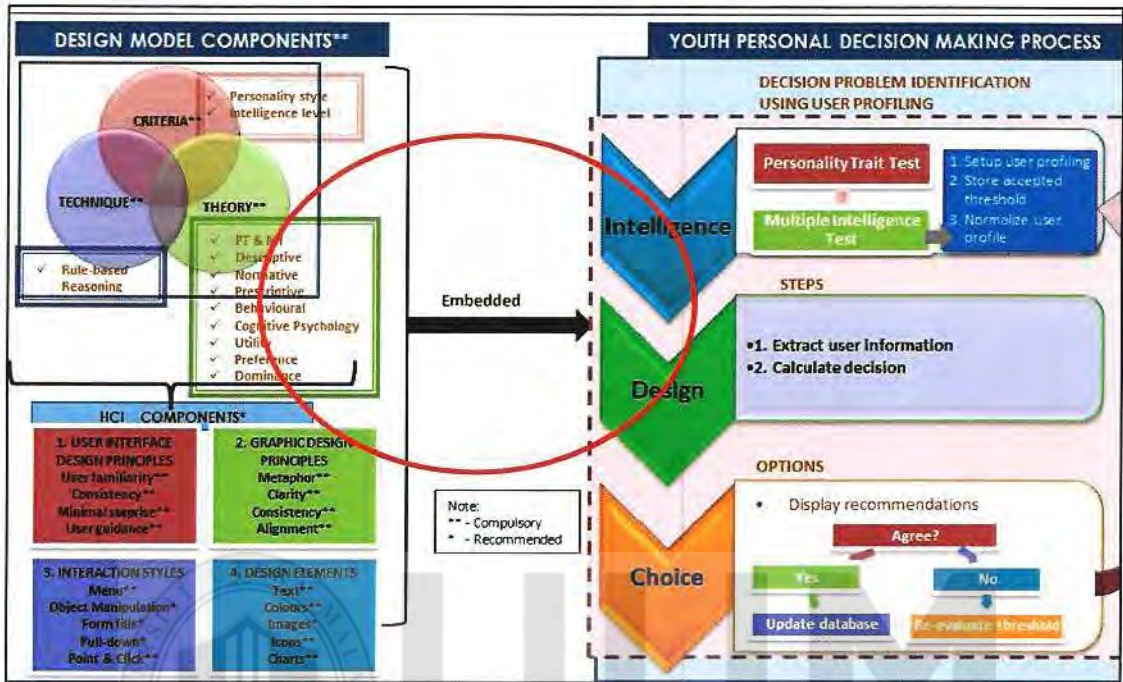 DESIGN MODEL COMPONENTS**
CRITERIA**
TECHNIQUE**
THEORY**
✓ Personality style
✓ Intelligence level
✓ Rule-based
Reasoning
✓ PT & MI
✓ Descriptive
✓ Normative
✓ Prescriptive
✓ Behavioural
✓ Cognitive Psychology
✓ Utility
✓ Preference
✓ Dominance
HCI COMPONENTS*
1. USER INTERFACE
DESIGN PRINCIPLES
User familiarity**
Consistency**
Minimal surprise**
User guidance**
2. GRAPHIC DESIGN
PRINCIPLES
Metaphor**
Clarity**
Consistency**
Alignment**
3. INTERACTION STYLES
Menu**
Object Manipulation*
Form fills*
Pull-down*
Point & Click**
4. DESIGN ELEMENTS
Text**
Colours**
Images*
Icons**
Charts**
Embedded
Note:
** - Compulsory
* - Recommended
YOUTH PERSONAL DECISION MAKING PROCESS
DECISION PROBLEM IDENTIFICATION
USING USER PROFILING
Intelligence
Personality Trait Test
Multiple Intelligence
Test
1. Setup user profiling
2. Store accepted
threshold
3. Normalize user
profile
STEPS
Design
•1. Extract user information
•2. Calculate decision
OPTIONS
Choice
• Display recommendations
Agree?
Yes
No
Update database
Re-evaluate threshold